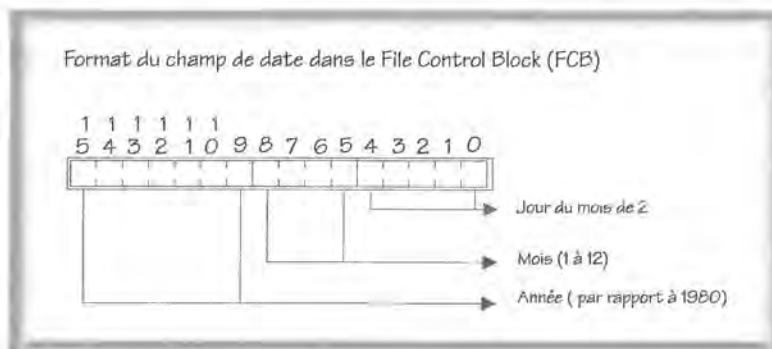 Format du champ de date dans le File Control Block (FCB)
1 1 1 1 1 1
5 4 3 2 1 0 9 8 7 6 5 4 3 2 1 0
Jour du mois de 2
Mois (1 à 12)
Année ( par rapport à 1980)